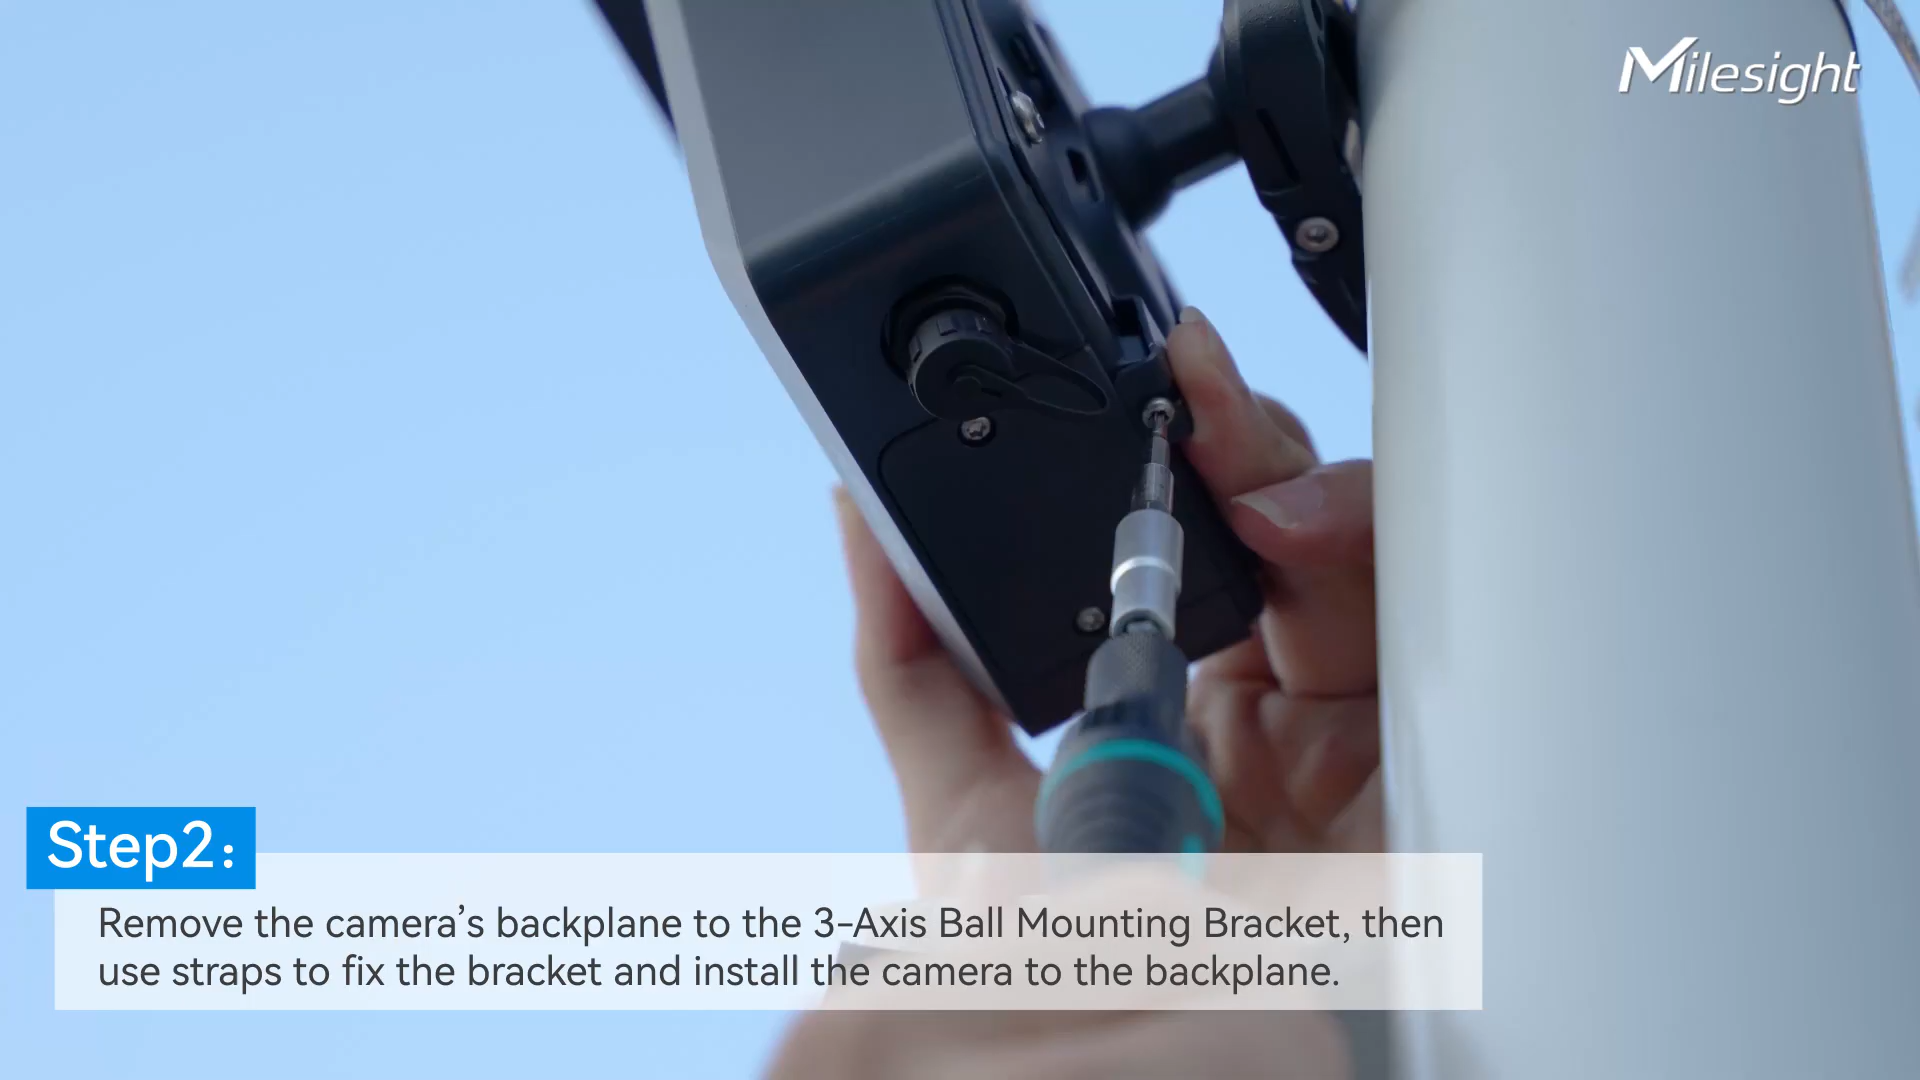 Milesight
Step2:
Remove the camera’s backplane to the 3-Axis Ball Mounting Bracket, then
use straps to fix the bracket and install the camera to the backplane.